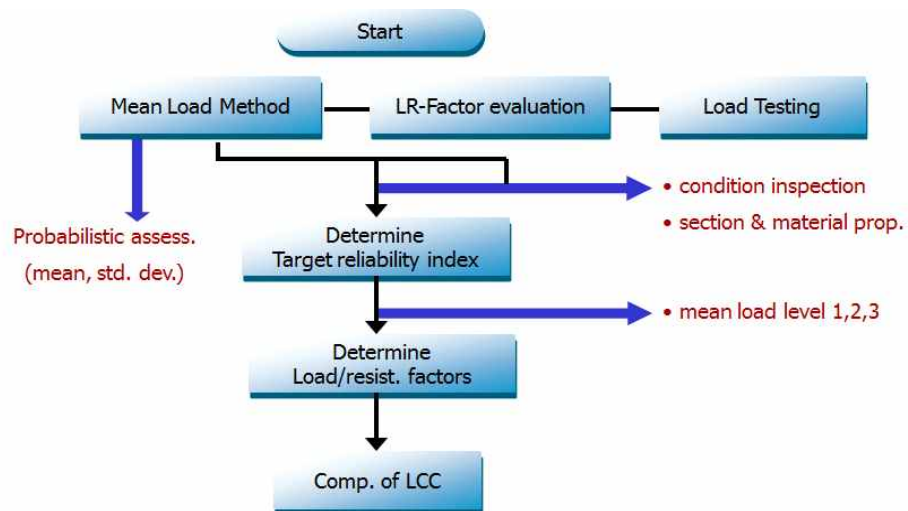 Start
Mean Load Method
LR-Factor evaluation
Load Testing
• condition inspection
• section & material prop.
Probabilistic assess.
(mean, std. dev.)
Determine
Target reliability index
• mean load level 1,2,3
Determine
Load/resist. factors
Comp. of LCC